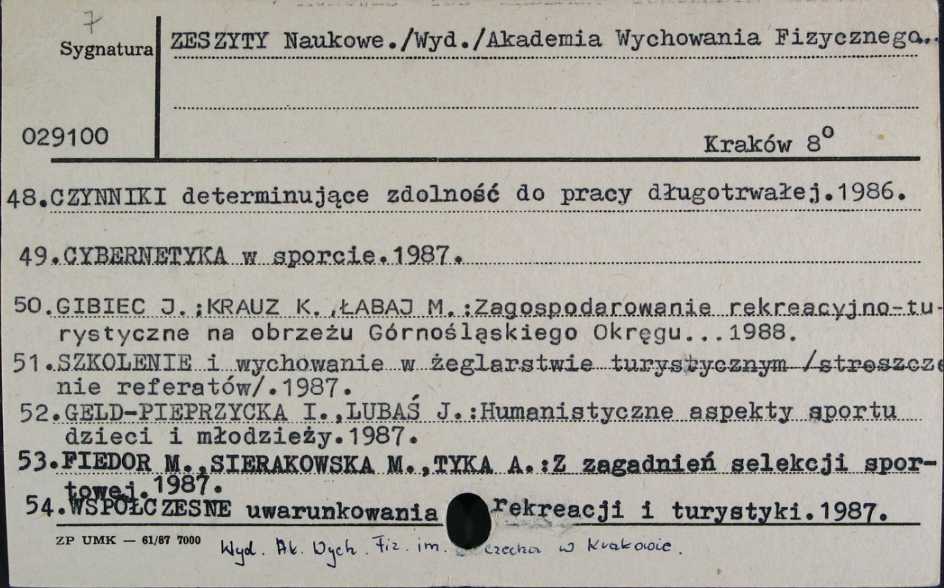 7
Sygnatura
ZESZYTY Naukowe./Wyd./Akademia Wychowania Fizycznego..
029100
Kraków 8°
48.CZYNNIKI determinujące zdolność do pracy długotrwałej.1986.
49.CYBERNETYKA w sporcie.1987.
50.GIBIEC J.;KRAUZ K.,ŁABAJ M.:Zagospodarowanie rekreacyjno-tu-
rystyczne na obrzeżu Górnośląskiego Okręgu...1988.
51.SZKOLENIE i wychowanie w żeglarstwie turystycznym /streszcze
nie referatów/.1987.
52.GELD-PIEPRZYCKA I.,LUBAŚ J.:Humanistyczne aspekty sportu
dzieci i młodzieży.1987.
53.FIEDOR M.,SIERAKOWSKA M.,TYKA A.:Z zagadnień selekcji spor-
towej.1987.
54.WSPÓŁCZESNE uwarunkowania rekreacji i turystyki.1987.
ZP UMK — 61/87 7000
Wyd. Ak. Wych. Fiz. im. w Krakowie.